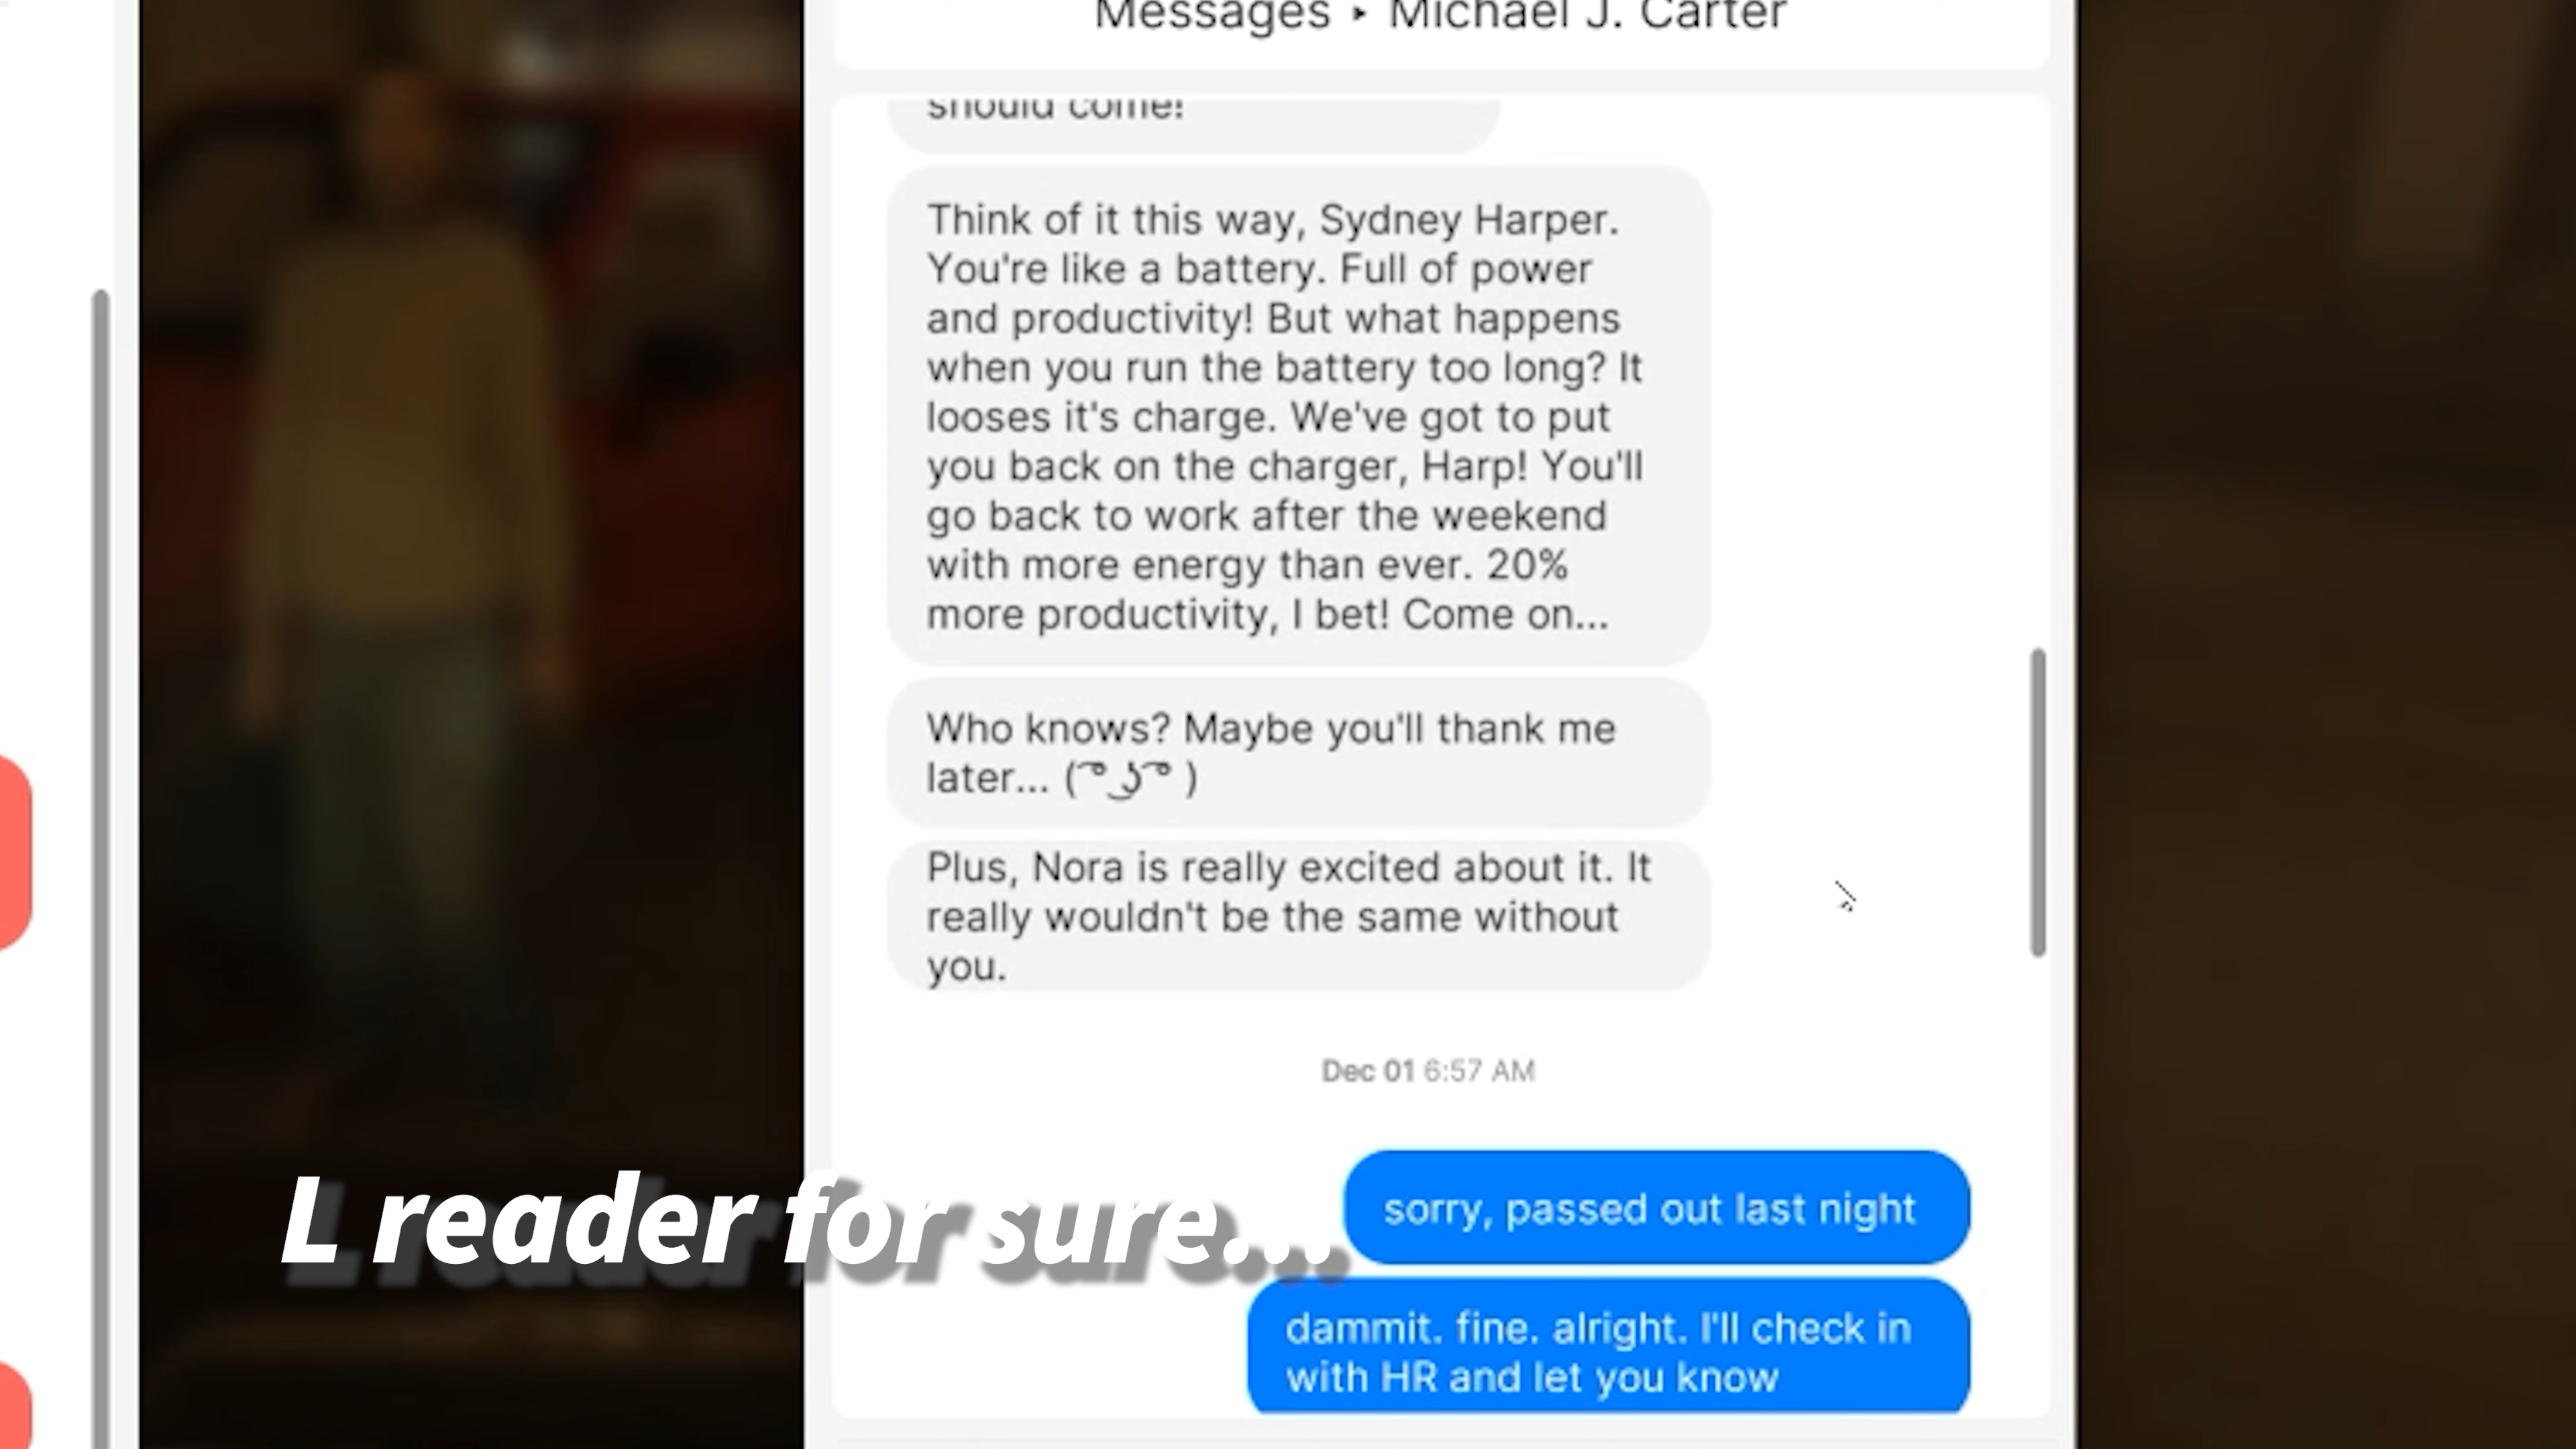 Messages ▸ Michael J. Carter
should come!
Think of it this way, Sydney Harper.
You're like a battery. Full of power
and productivity! But what happens
when you run the battery too long? It
looses it's charge. We've got to put
you back on the charger, Harp! You'll
go back to work after the weekend
with more energy than ever. 20%
more productivity, I bet! Come on...
Who knows? Maybe you'll thank me
later... ( ͡° ͜ʖ ͡° )
Plus, Nora is really excited about it. It
really wouldn't be the same without
you.
Dec 01 6:57 AM
sorry, passed out last night
dammit. fine. alright. I'll check in
with HR and let you know
L reader for sure...